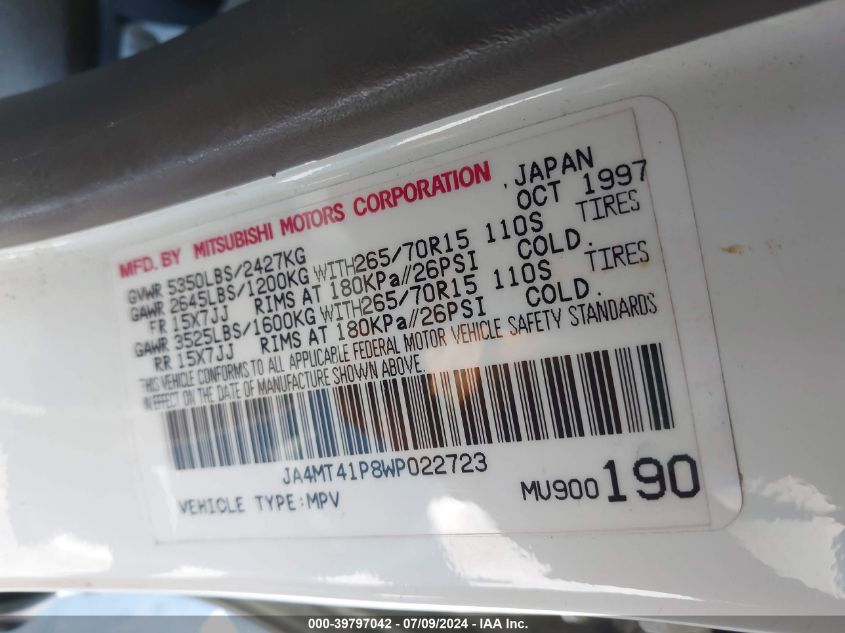 MFD. BY MITSUBISHI MOTORS CORPORATION , JAPAN
OCT 1997
GVWR 5350LBS/2427KG
GAWR 2645LBS/1200KG WITH265/70R15 110S TIRES
FR 15X7JJ RIMS AT 180KPa//26PSI COLD.
GAWR 3525LBS/1600KG WITH265/70R15 110S TIRES
RR 15X7JJ RIMS AT 180KPa//26PSI COLD.
THIS VEHICLE CONFORMS TO ALL APPLICABLE FEDERAL MOTOR VEHICLE SAFETY STANDARDS
IN EFFECT ON THE DATE OF MANUFACTURE SHOWN ABOVE.
JA4MT41P8WP022723
VEHICLE TYPE:MPV MU900190
000-39797042 / 07/09/2024 - IAA Inc.